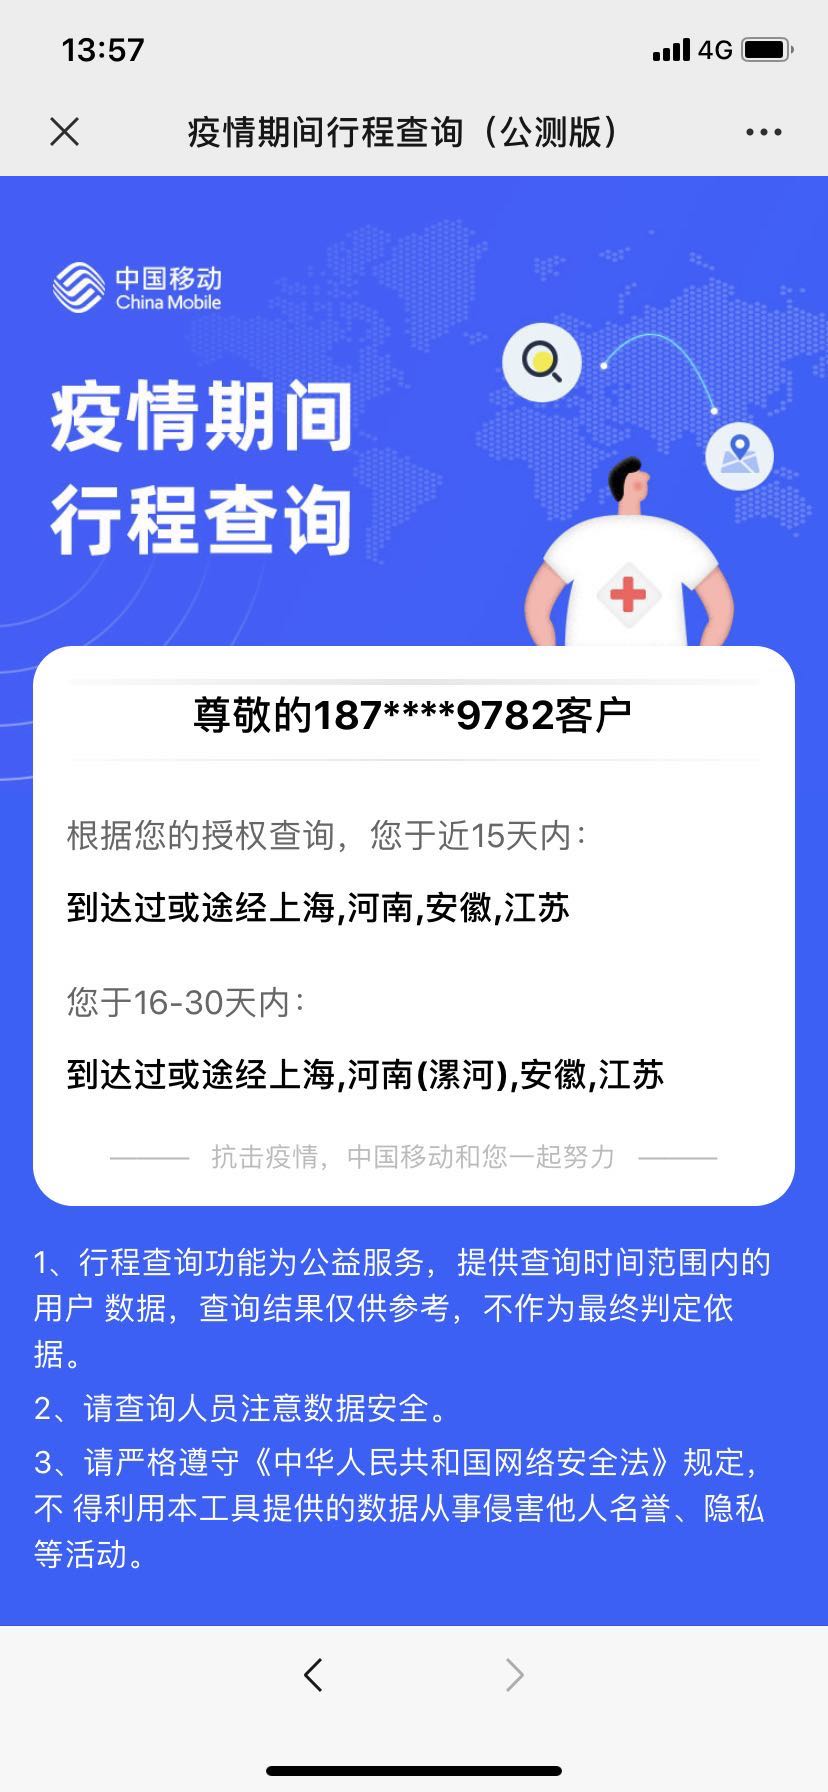 13:57
4G
疫情期间行程查询（公测版）
中国移动
China Mobile
疫情期间
行程查询
尊敬的187****9782客户
根据您的授权查询，您于近15天内：
到达过或途经上海,河南,安徽,江苏
您于16-30天内：
到达过或途经上海,河南(漯河),安徽,江苏
抗击疫情，中国移动和您一起努力
1、行程查询功能为公益服务，提供查询时间范围内的
用户 数据，查询结果仅供参考，不作为最终判定依
据。
2、请查询人员注意数据安全。
3、请严格遵守《中华人民共和国网络安全法》规定，
不 得利用本工具提供的数据从事侵害他人名誉、隐私
等活动。